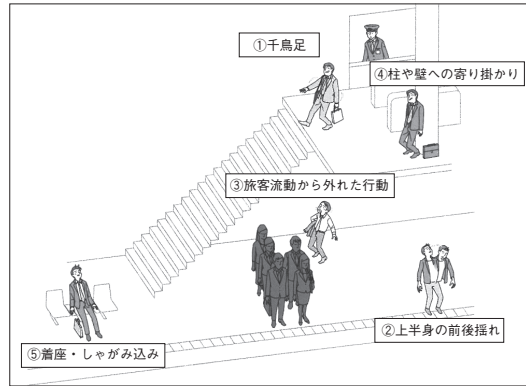 ①千鳥足
④柱や壁への寄り掛かり
③旅客流動から外れた行動
②上半身の前後揺れ
⑤着座・しゃがみ込み